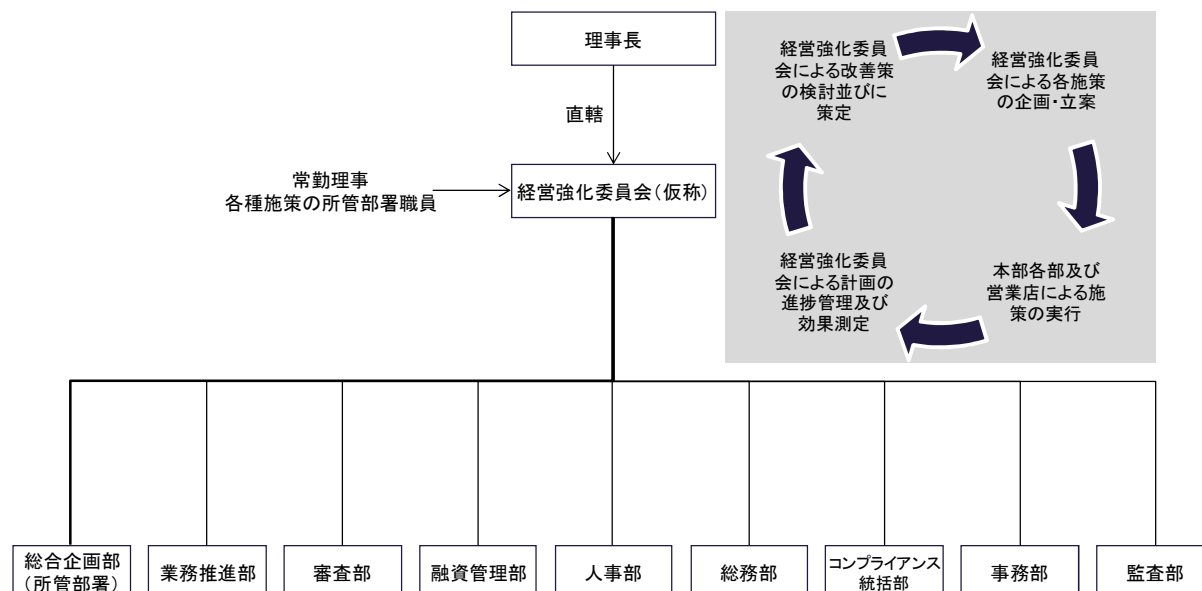 理事長
直轄
常勤理事
各種施策の所管部署職員
経営強化委員会(仮称)
経営強化委員
会による改善策
の検討並びに
策定
経営強化委員
会による各施策
の企画・立案
経営強化委員
会による計画の
進捗管理及び
効果測定
本部各部及び
営業店による施
策の実行
総合企画部
(所管部署)
業務推進部
審査部
融資管理部
人事部
総務部
コンプライアンス
統括部
事務部
監査部